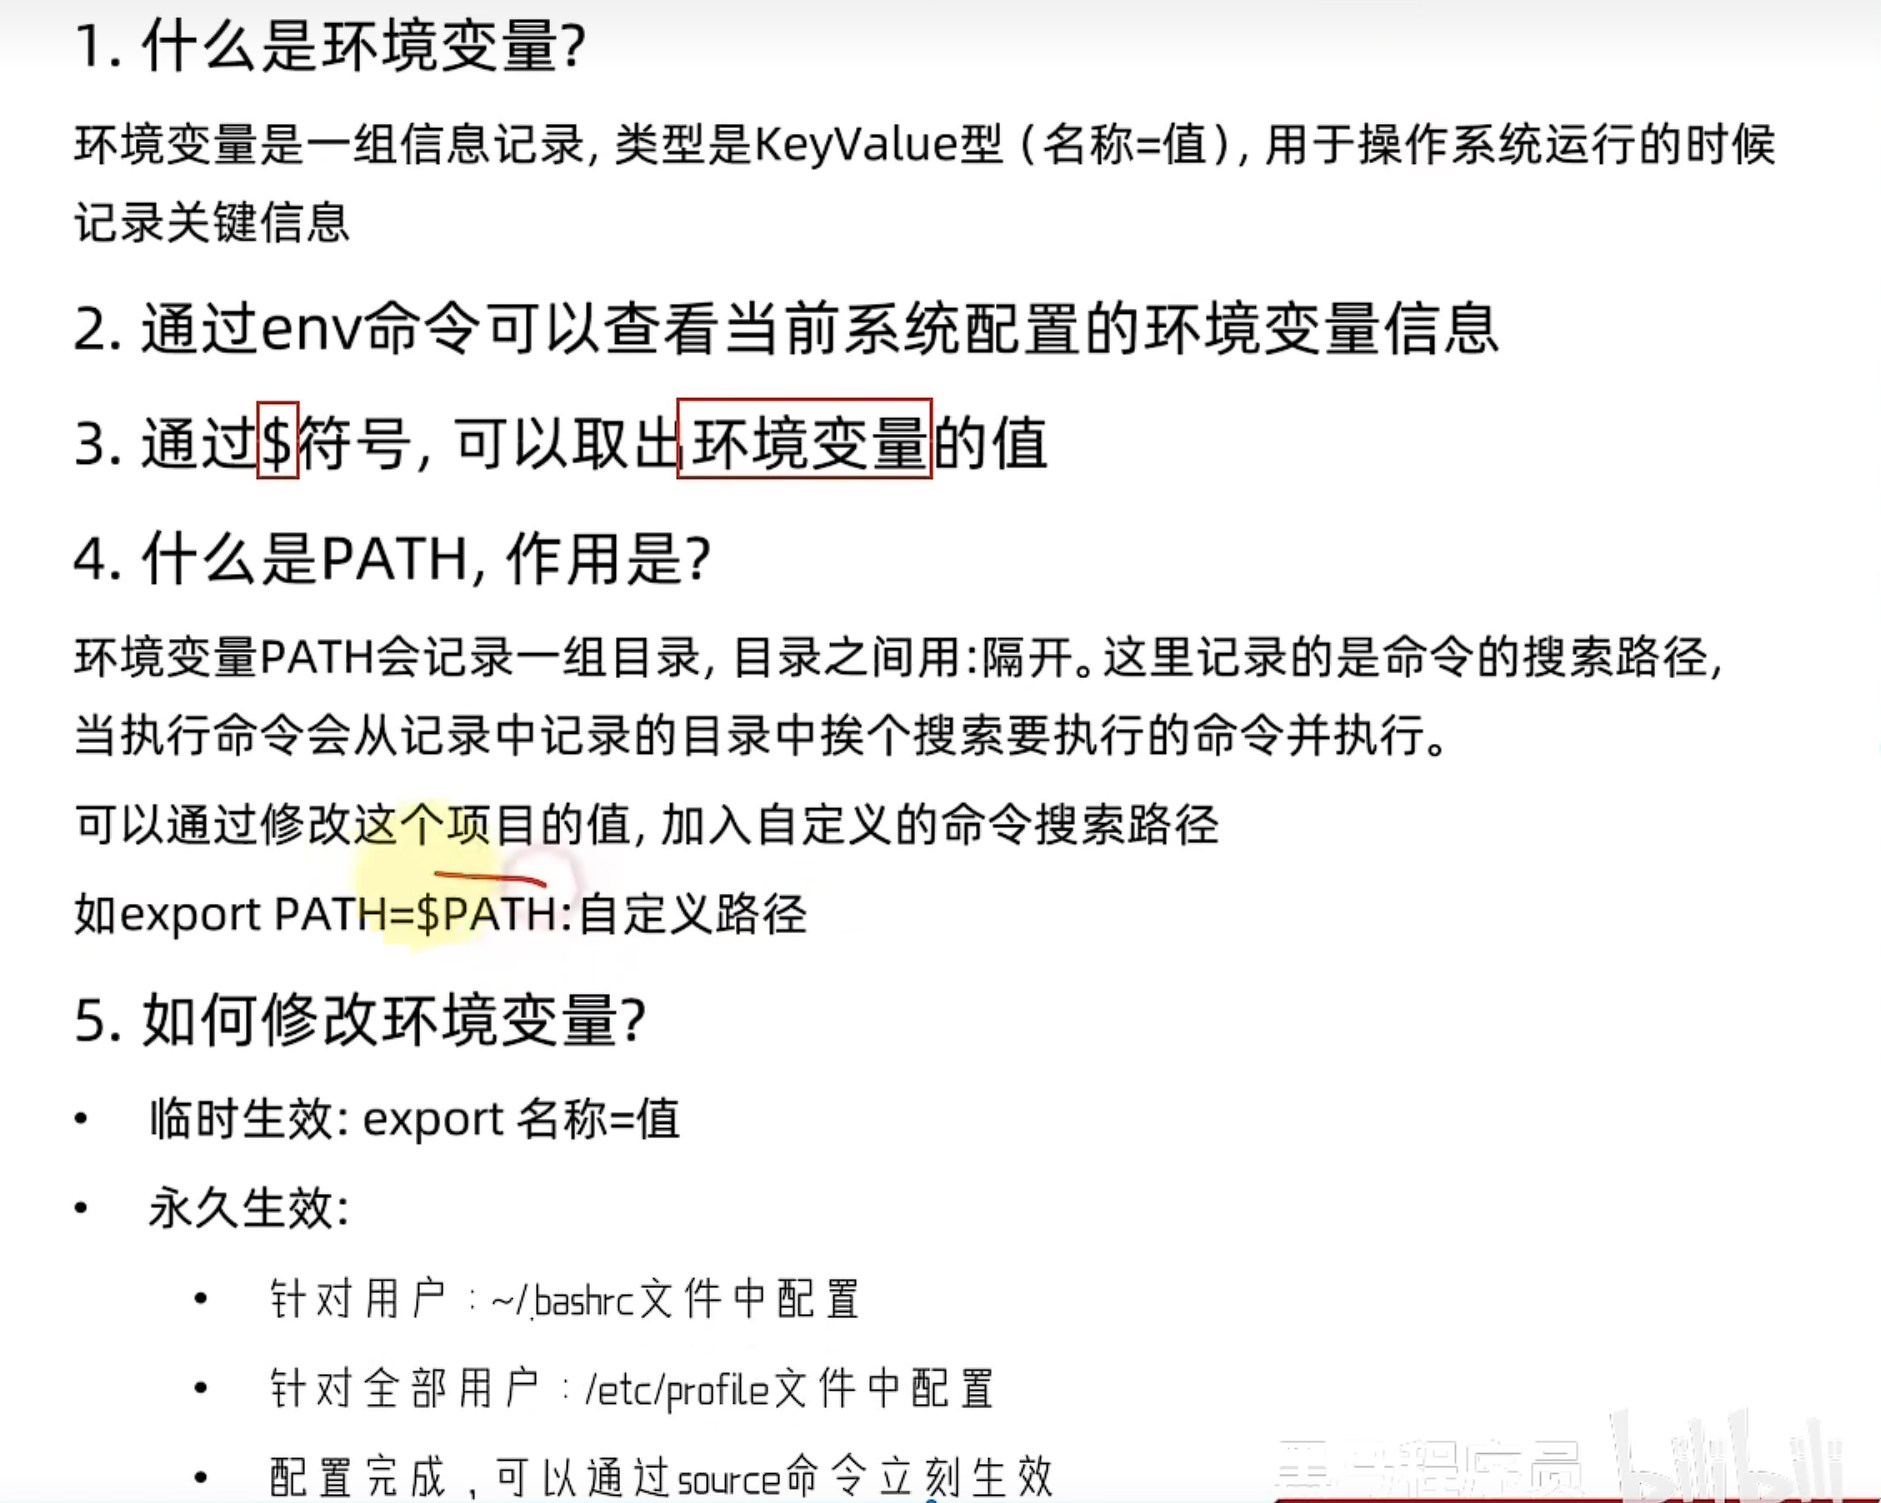 1. 什么是环境变量?
环境变量是一组信息记录, 类型是KeyValue型（名称=值）, 用于操作系统运行的时候
记录关键信息
2. 通过env命令可以查看当前系统配置的环境变量信息
3. 通过$符号, 可以取出环境变量的值
4. 什么是PATH, 作用是?
环境变量PATH会记录一组目录, 目录之间用:隔开。这里记录的是命令的搜索路径,
当执行命令会从记录中记录的目录中挨个搜索要执行的命令并执行。
可以通过修改这个项目的值, 加入自定义的命令搜索路径
如export PATH=$PATH:自定义路径
5. 如何修改环境变量?
• 临时生效: export 名称=值
• 永久生效:
• 针对用户:~/.bashrc文件中配置
• 针对全部用户:/etc/profile文件中配置
• 配置完成,可以通过source命令立刻生效
黑马程序员 bilibili